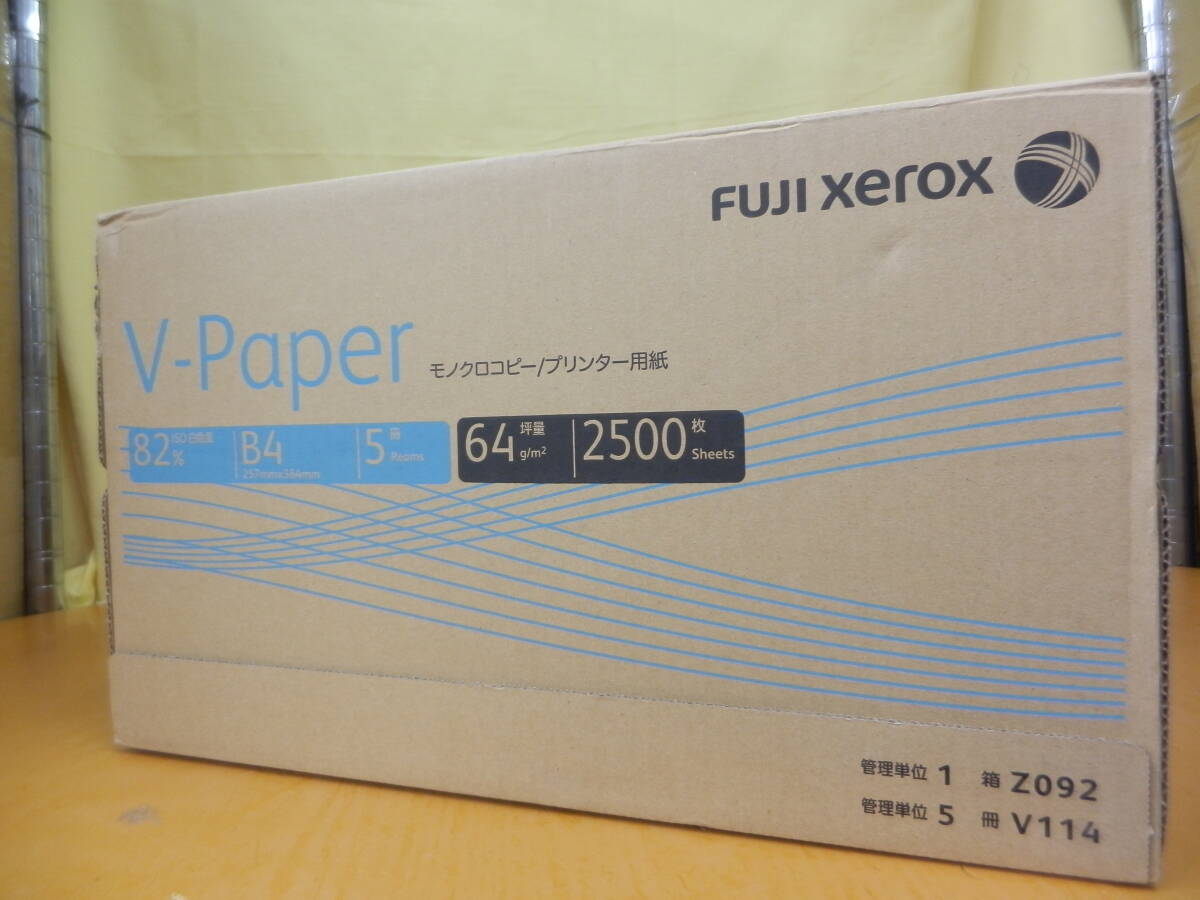 FUJI xerox
V-Paper モノクロコピー/プリンター用紙
82% ISO白色度 B4 257mm×364mm 5 冊 Reams 64 坪量 g/m² 2500 枚 Sheets
管理単位 1 箱 Z092
管理単位 5 冊 V114